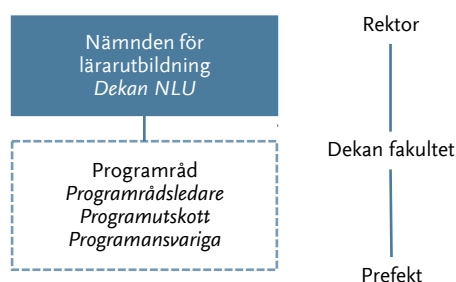 Nämnden för
lärarutbildning
Dekan NLU
Programråd
Programrådsledare
Programutskott
Programansvariga
Rektor
Dekan fakultet
Prefekt